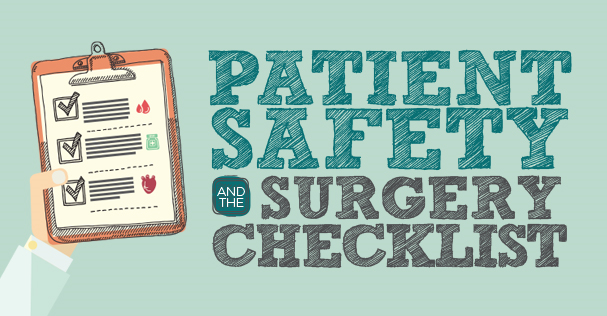 PATIENT
SAFETY
AND THE SURGERY
CHECKLIST